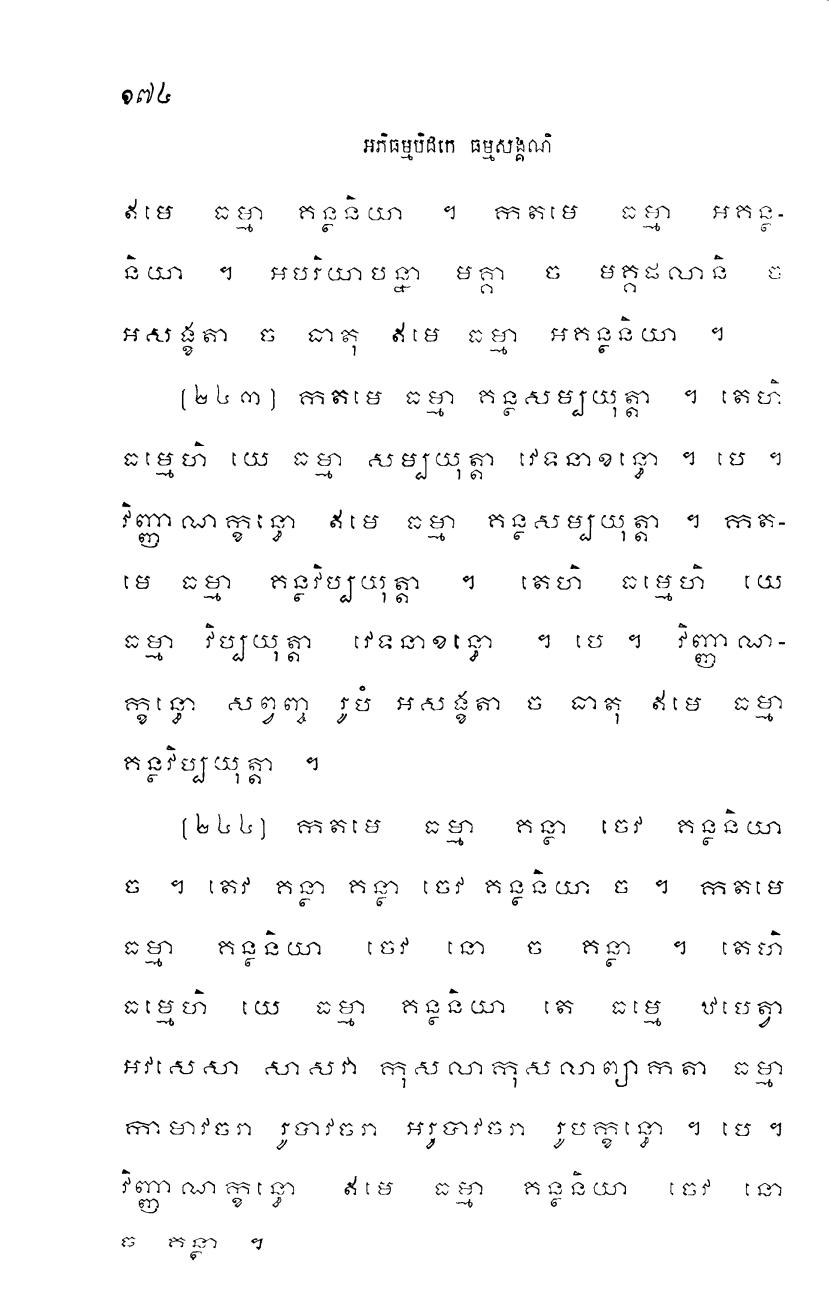 ១៧៤
អភិធម្មបិដកេ ធម្មសង្គណិ
ឥមេ ធម្មា គន្ថនិយា ។ កតមេ ធម្មា អគន្ថ-
និយា ។ អបរិយាបន្នា មគ្គា ច មគ្គផលានិ ច
អសង្ខតា ច ធាតុ ឥមេ ធម្មា អគន្ថនិយា ។
(២៤៣) កតមេ ធម្មា គន្ថសម្បយុត្តា ។ តេហិ
ធម្មេហិ យេ ធម្មា សម្បយុត្តា វេទនាខន្ធោ ។ បេ ។
វិញ្ញាណក្ខន្ធោ ឥមេ ធម្មា គន្ថសម្បយុត្តា ។ កត-
មេ ធម្មា គន្ថវិប្បយុត្តា ។ តេហិ ធម្មេហិ យេ
ធម្មា វិប្បយុត្តា វេទនាខន្ធោ ។ បេ ។ វិញ្ញាណ-
ក្ខន្ធោ សព្វញ្ច រូបំ អសង្ខតា ច ធាតុ ឥមេ ធម្មា
គន្ថវិប្បយុត្តា ។
(២៤៤) កតមេ ធម្មា គន្ថា ចេវ គន្ថនិយា
ច ។ តេវ គន្ថា គន្ថា ចេវ គន្ថនិយា ច ។ កតមេ
ធម្មា គន្ថនិយា ចេវ នោ ច គន្ថា ។ តេហិ
ធម្មេហិ យេ ធម្មា គន្ថនិយា តេ ធម្មេ ឋបេត្វា
អវសេសា សាសវា កុសលាកុសលាព្យាកតា ធម្មា
កាមាវចរា រូបាវចរា អរូបាវចរា រូបក្ខន្ធោ ។ បេ ។
វិញ្ញាណក្ខន្ធោ ឥមេ ធម្មា គន្ថនិយា ចេវ នោ
ច គន្ថា ។